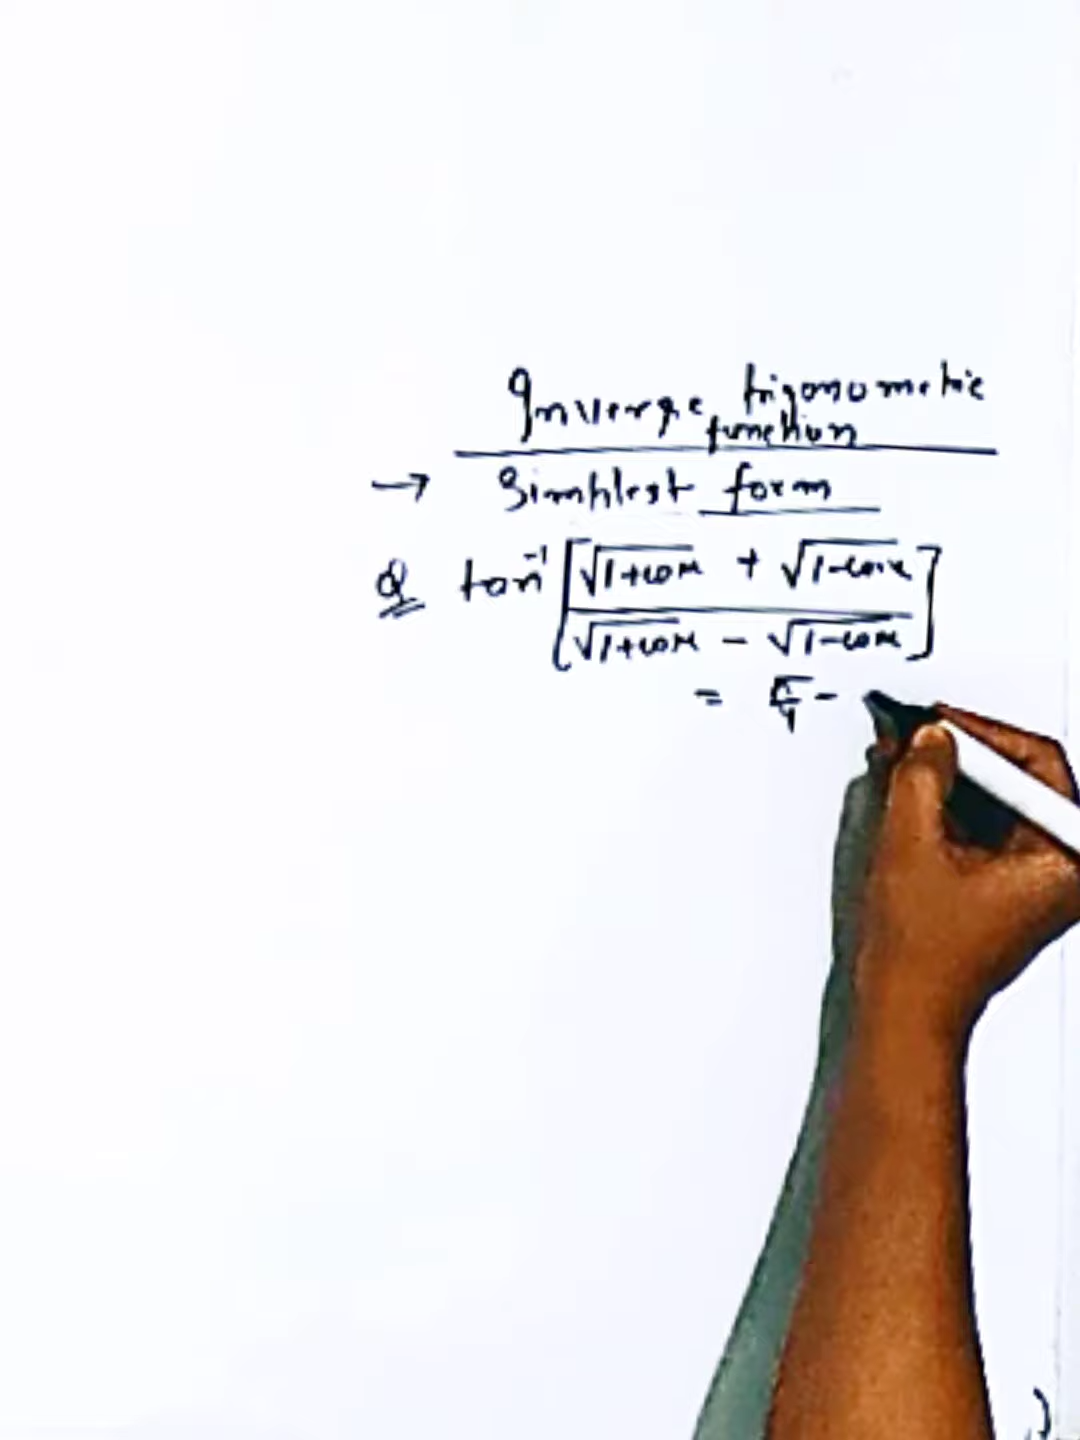 Inverse trigonometric
function
→ Simplest form
Q tan⁻¹ [√1+cosx + √1-cosx
√1+cosx - √1-cosx]
= π/4 -